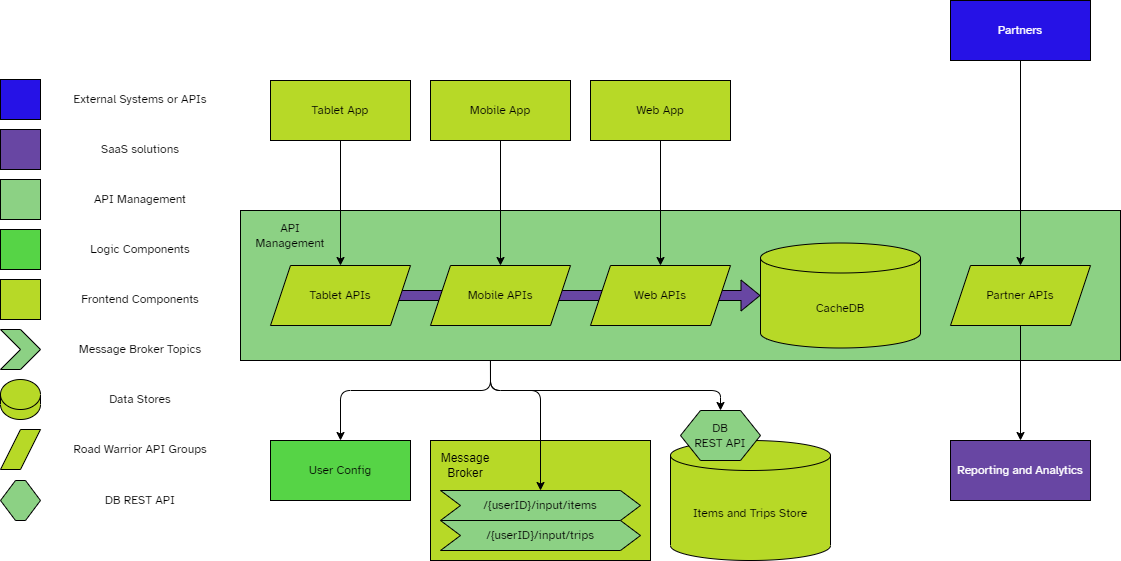 Partners
External Systems or APIs
SaaS solutions
API Management
Logic Components
Frontend Components
Message Broker Topics
Data Stores
Road Warrior API Groups
DB REST API
Tablet App
Mobile App
Web App
API
Management
Tablet APIs
Mobile APIs
Web APIs
CacheDB
Partner APIs
User Config
Message
Broker
/{userID}/input/items
/{userID}/input/trips
DB
REST API
Items and Trips Store
Reporting and Analytics